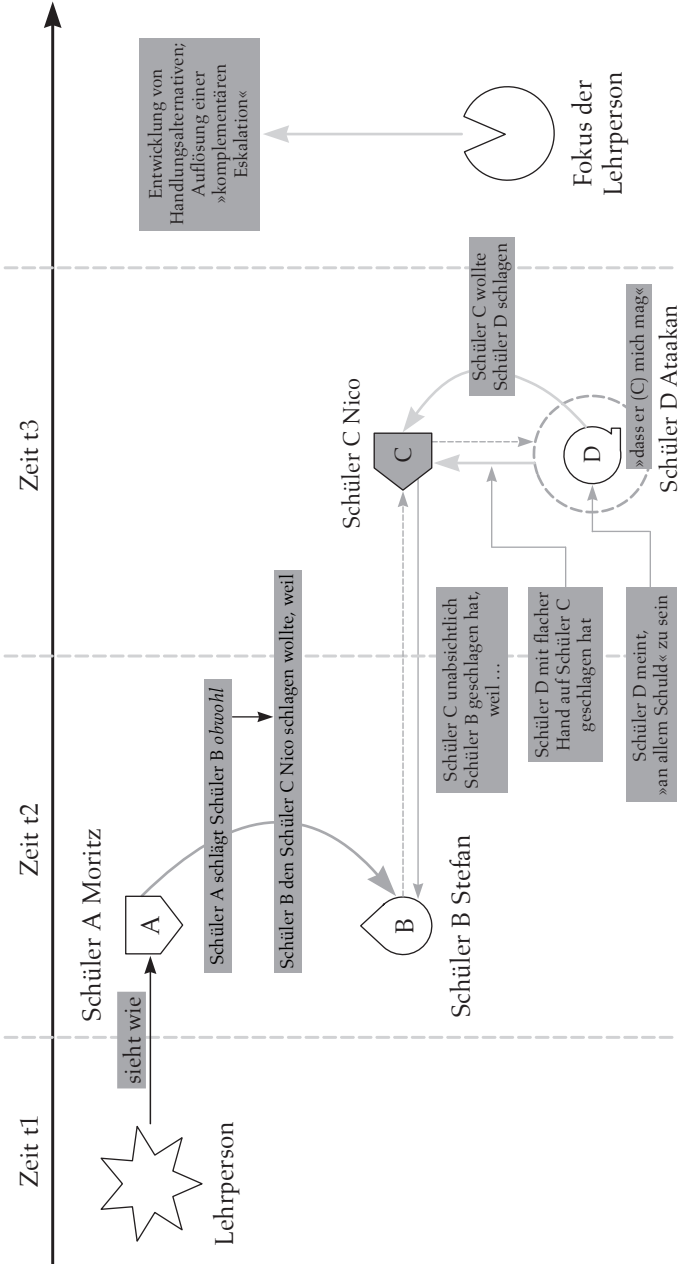 Zeit t1
Zeit t2
Zeit t3
Lehrperson
sieht wie
Schüler A Moritz
A
Schüler A schlägt Schüler B obwohl
Schüler B den Schüler C Nico schlagen wollte, weil
B
Schüler B Stefan
Schüler C unabsichtlich
Schüler B geschlagen hat,
weil …
Schüler D mit flacher
Hand auf Schüler C
geschlagen hat
Schüler D meint,
»an allem Schuld« zu sein
Schüler C Nico
C
Schüler C wollte
Schüler D schlagen
D
»dass er (C) mich mag«
Schüler D Ataakan
Entwicklung von
Handlungsalternativen;
Auflösung einer
»komplementären
Eskalation«
Fokus der
Lehrperson